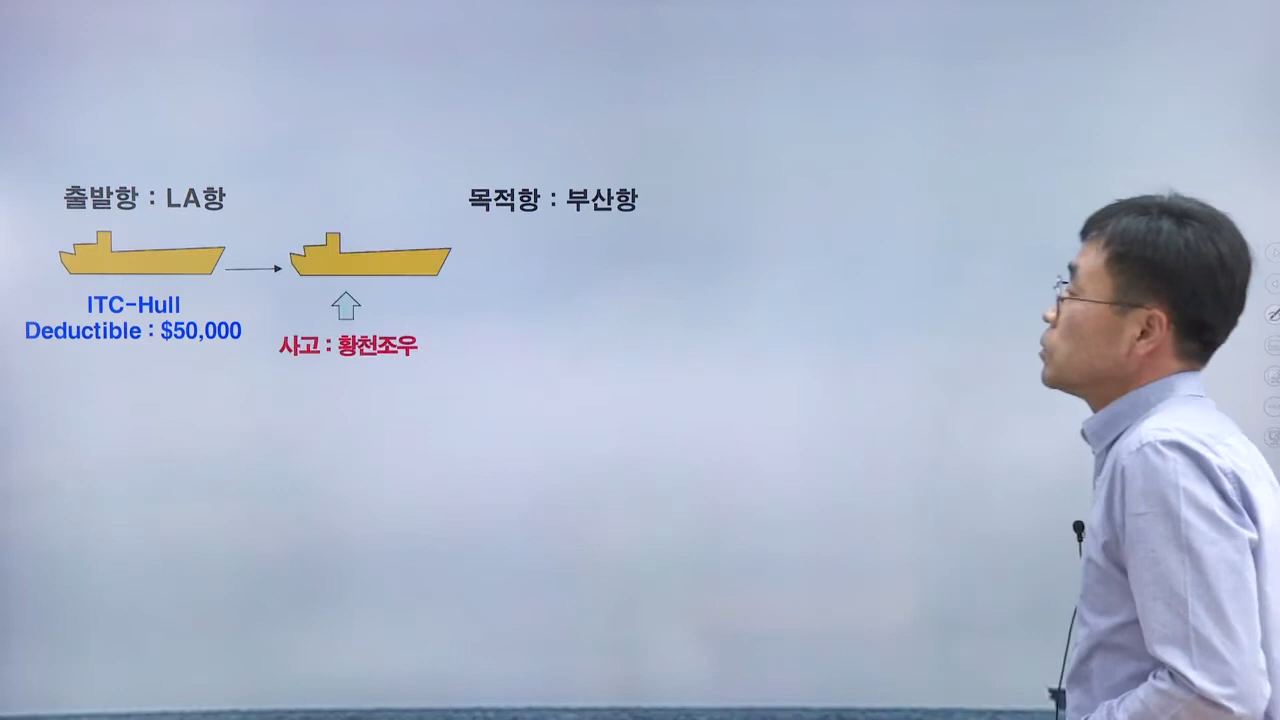 출발항 : LA항
목적항 : 부산항
ITC-Hull
Deductible : $50,000
사고 : 황천조우